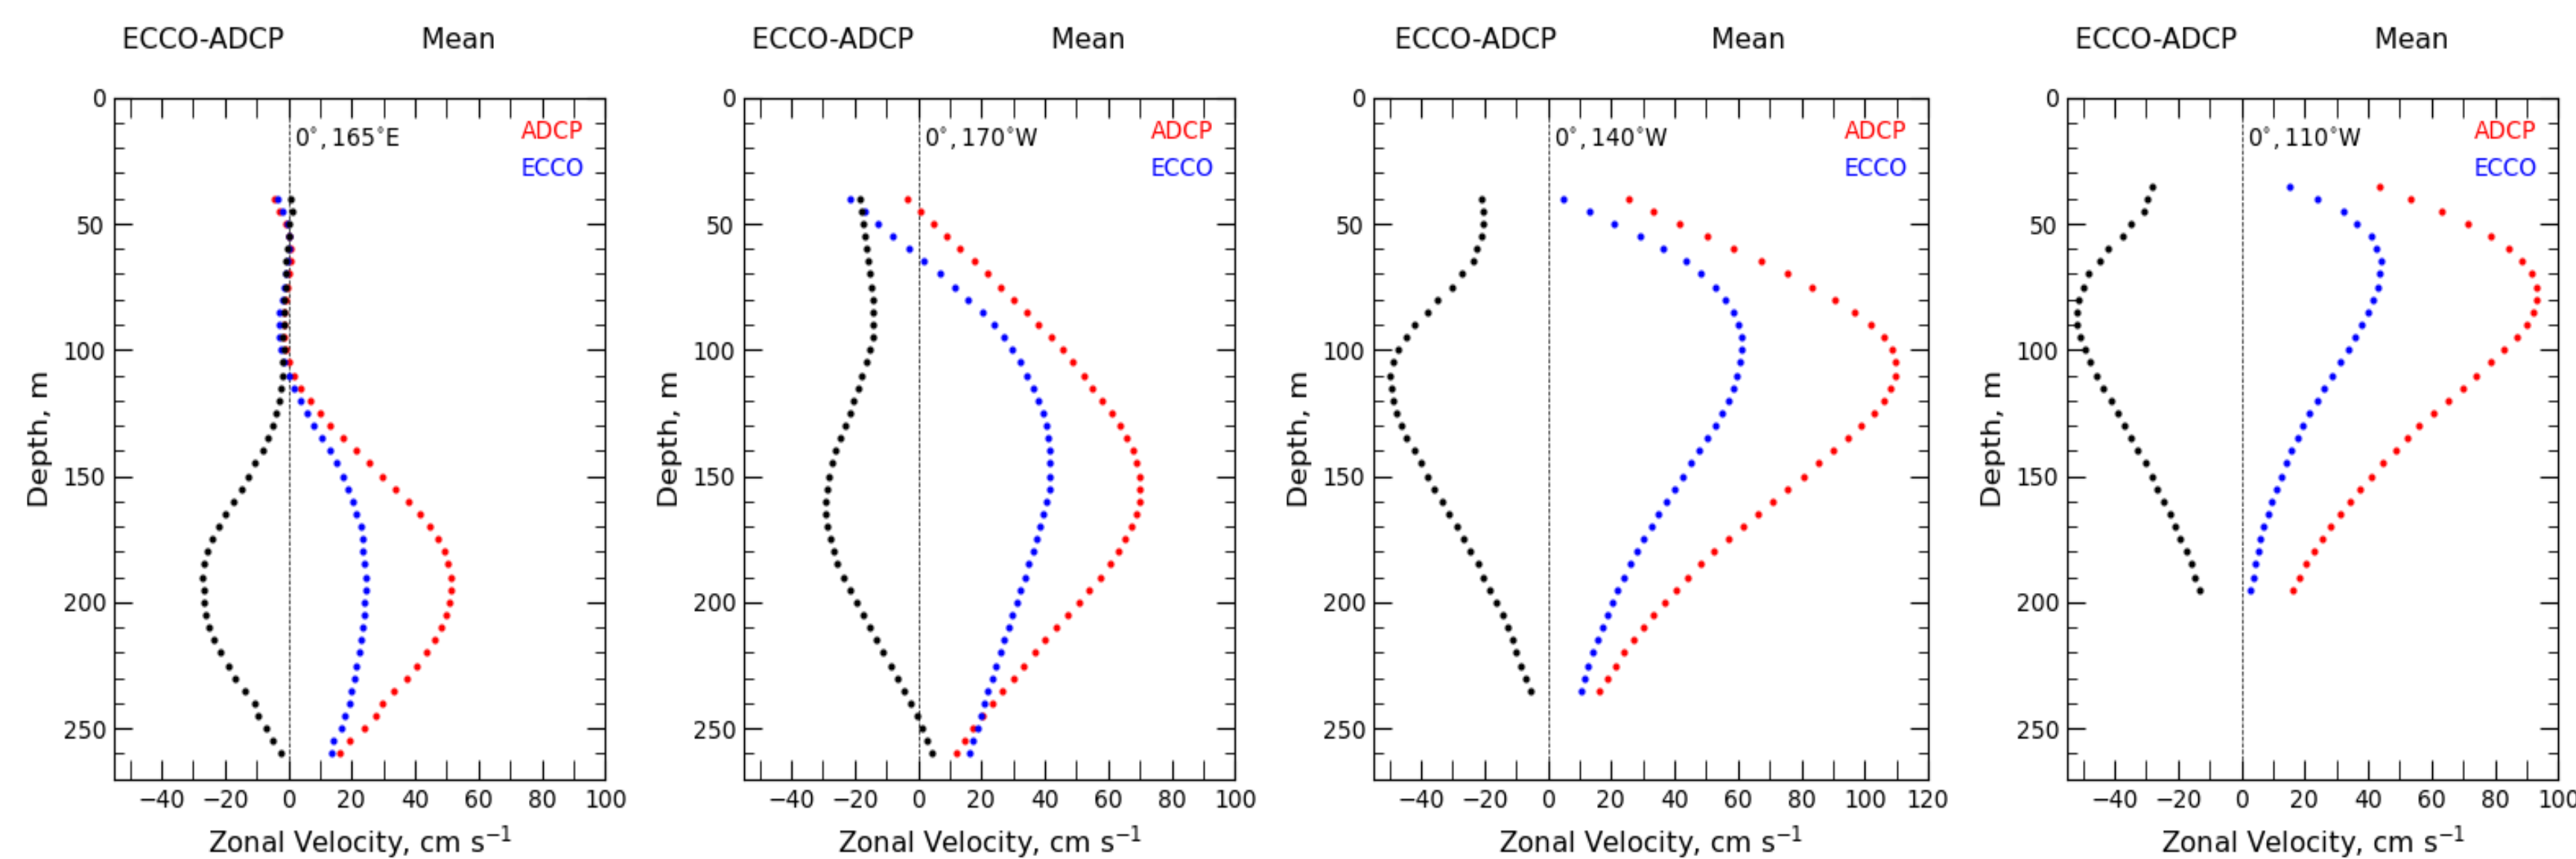 ECCO-ADCP Mean
0°, 165°E
ADCP
ECCO
0
50
100
150
200
250
Depth, m
−40 −20 0 20 40 60 80 100
Zonal Velocity, cm s⁻¹
ECCO-ADCP Mean
0°, 170°W
ADCP
ECCO
0
50
100
150
200
250
Depth, m
−40 −20 0 20 40 60 80 100
Zonal Velocity, cm s⁻¹
ECCO-ADCP Mean
0°, 140°W
ADCP
ECCO
0
50
100
150
200
250
Depth, m
−40 −20 0 20 40 60 80 100 120
Zonal Velocity, cm s⁻¹
ECCO-ADCP Mean
0°, 110°W
ADCP
ECCO
0
50
100
150
200
250
Depth, m
−40 −20 0 20 40 60 80 100
Zonal Velocity, cm s⁻¹